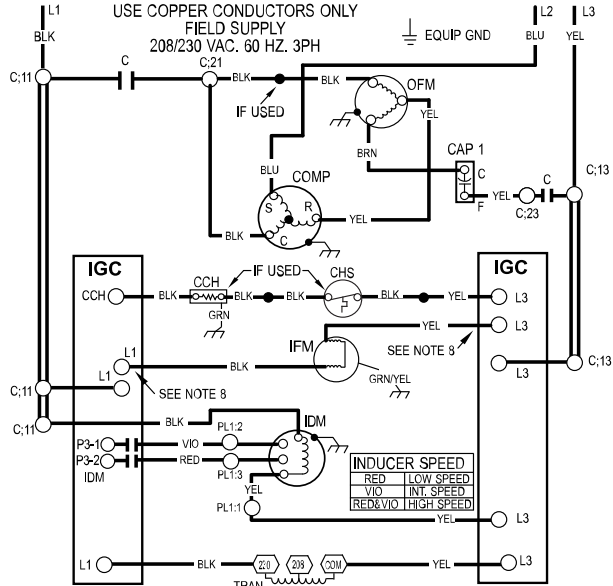 L1
USE COPPER CONDUCTORS ONLY
L2
L3
FIELD SUPPLY
208/230 VAC. 60 HZ. 3PH
BLK
EQUIP GND
BLU
YEL
C;11
C
C;21
BLK
BLK
OFM
IF USED
YEL
BRN
CAP 1
C
BLU
COMP
C;13
C
S
R
YEL
F
YEL
C;23
BLK
C
IGC
IGC
IF USED
CCH
CHS
CCH
BLK
BLK
BLK
BLK
YEL
L3
GRN
YEL
L3
L1
IFM
SEE NOTE 8
BLK
C;13
L3
L1
GRN/YEL
C;11
SEE NOTE 8
C;11
BLK
PL1:2
IDM
P3-1
VIO
P3-2
RED
IDM
PL1:3
YEL
INDUCER SPEED
RED LOW SPEED
VIO INT. SPEED
RED&VIO HIGH SPEED
PL1:1
YEL
L3
L1
BLK
230
208
COM
YEL
L3
TRAN